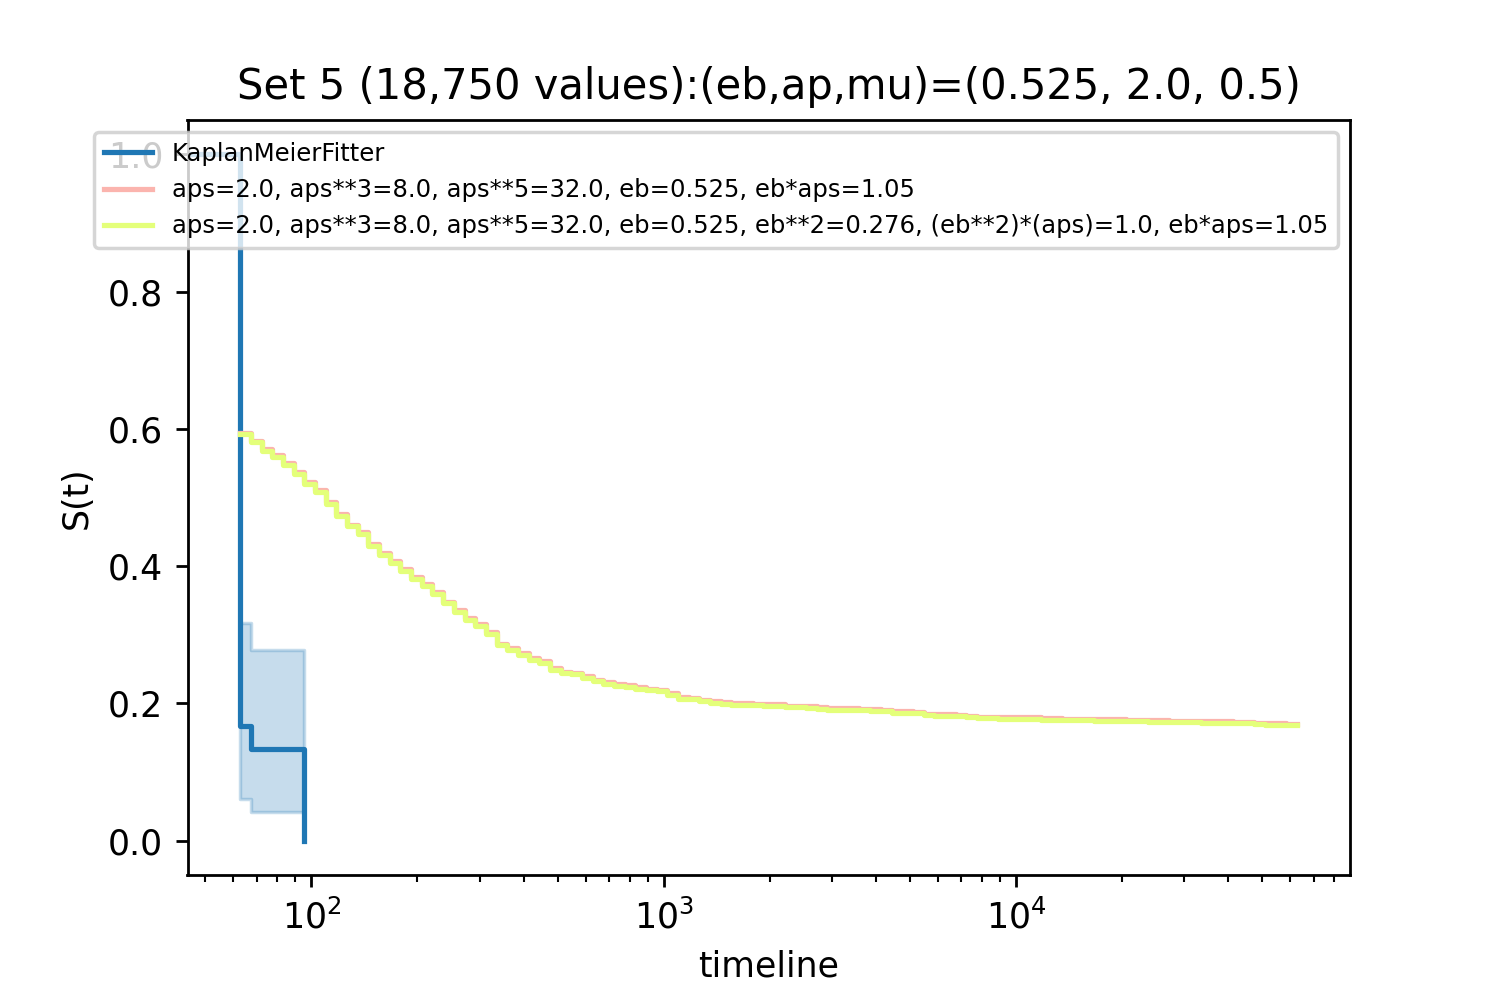 Set 5 (18,750 values):(eb,ap,mu)=(0.525, 2.0, 0.5)
1.0
KaplanMeierFitter
aps=2.0, aps**3=8.0, aps**5=32.0, eb=0.525, eb*aps=1.05
aps=2.0, aps**3=8.0, aps**5=32.0, eb=0.525, eb**2=0.276, (eb**2)*(aps)=1.0, eb*aps=1.05
0.8
0.6
S(t)
0.4
0.2
0.0
10² 10³ 10⁴
timeline